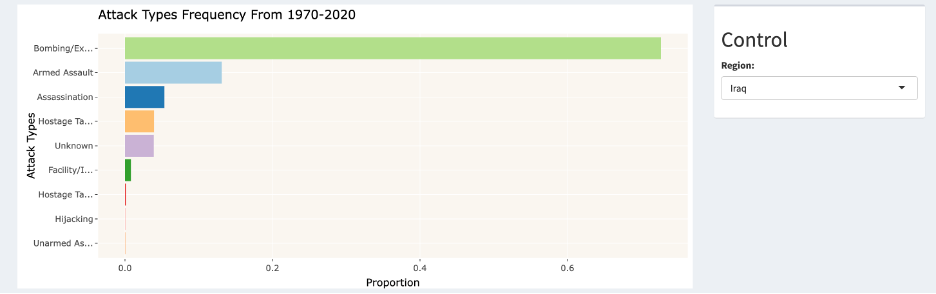 Attack Types Frequency From 1970-2020
Attack Types
Bombing/Ex...
Armed Assault
Assassination
Hostage Ta...
Unknown
Facility/I...
Hostage Ta...
Hijacking
Unarmed As...
0.0 0.2 0.4 0.6
Proportion
Control
Region:
Iraq